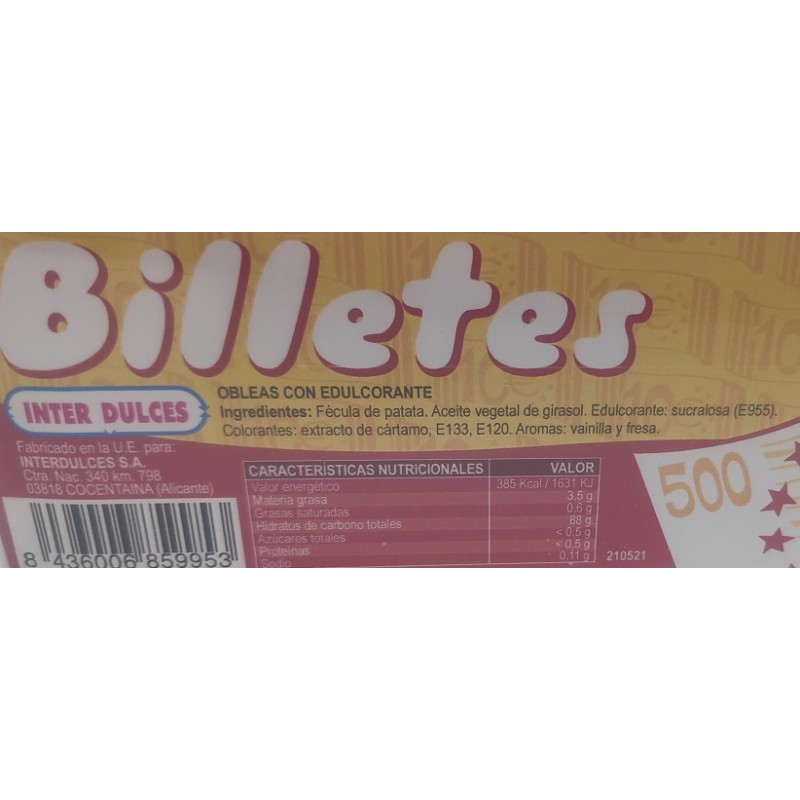 Billetes
INTER DULCES
OBLEAS CON EDULCORANTE
Ingredientes: Fécula de patata. Aceite vegetal de girasol. Edulcorante: sucralosa (E955).
Colorantes: extracto de cártamo, E133, E120. Aromas: vainilla y fresa.
Fabricado en la U.E. para:
INTERDULCES S.A.
Ctra. Nac. 340 km. 798
03818 COCENTAINA (Alicante)
8 436006 859953
CARACTERÍSTICAS NUTRICIONALES VALOR
Valor energético 385 Kcal / 1631 KJ
Materia grasa 3.5 g
Grasas saturadas 0,6 g
Hidratos de carbono totales 88 g
Azúcares totales < 0,5 g
Proteínas < 0,5 g
Sodio 0,11 g
210521
500